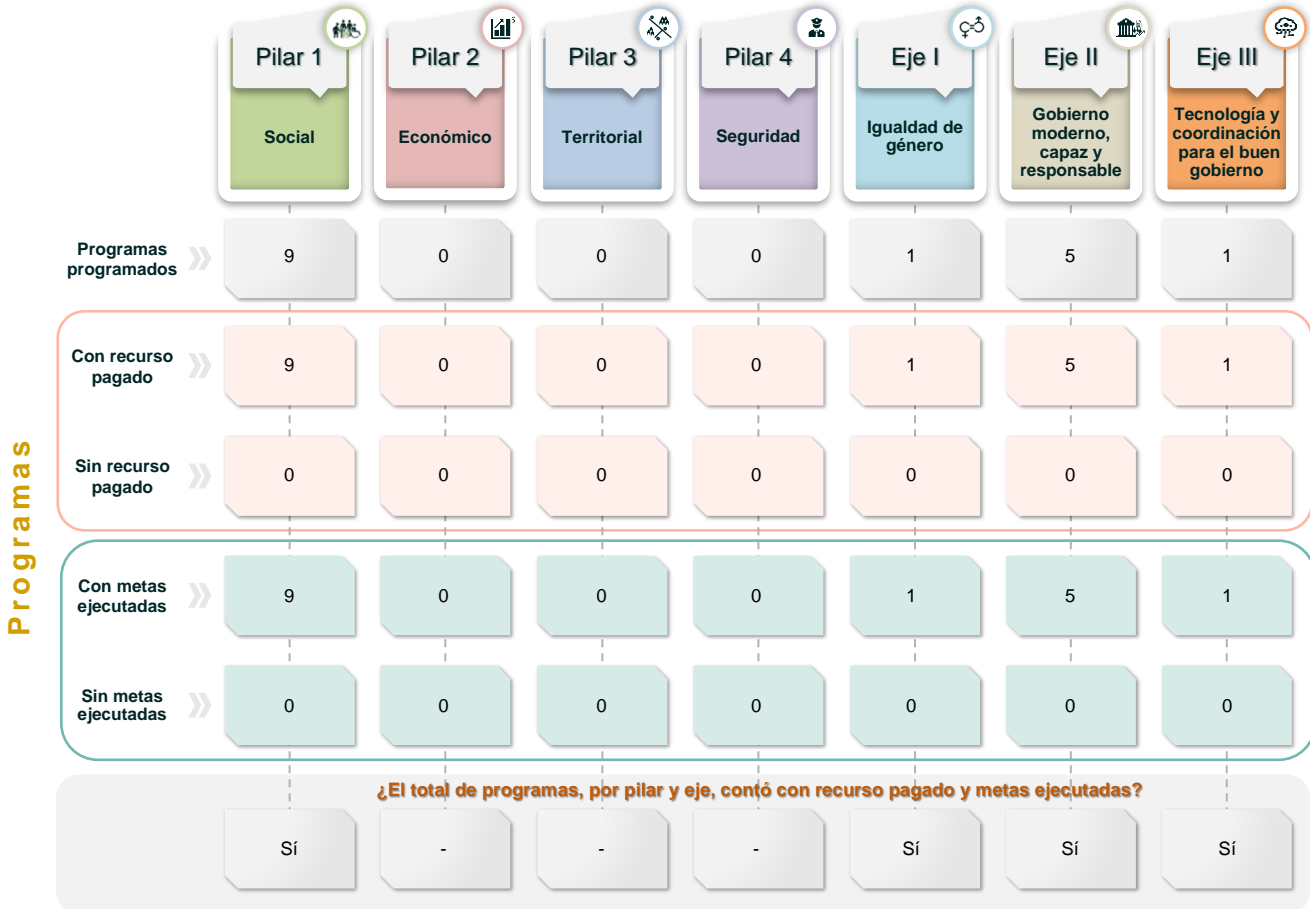 Pilar 1
Pilar 2
Pilar 3
Pilar 4
Eje I
Eje II
Eje III
Social
Económico
Territorial
Seguridad
Igualdad de
género
Gobierno
moderno,
capaz y
responsable
Tecnología y
coordinación
para el buen
gobierno
Programas
Programas
programados
9
0
0
0
1
5
1
Con recurso
pagado
9
0
0
0
1
5
1
Sin recurso
pagado
0
0
0
0
0
0
0
Con metas
ejecutadas
9
0
0
0
1
5
1
Sin metas
ejecutadas
0
0
0
0
0
0
0
¿El total de programas, por pilar y eje, contó con recurso pagado y metas ejecutadas?
Sí
-
-
-
Sí
Sí
Sí